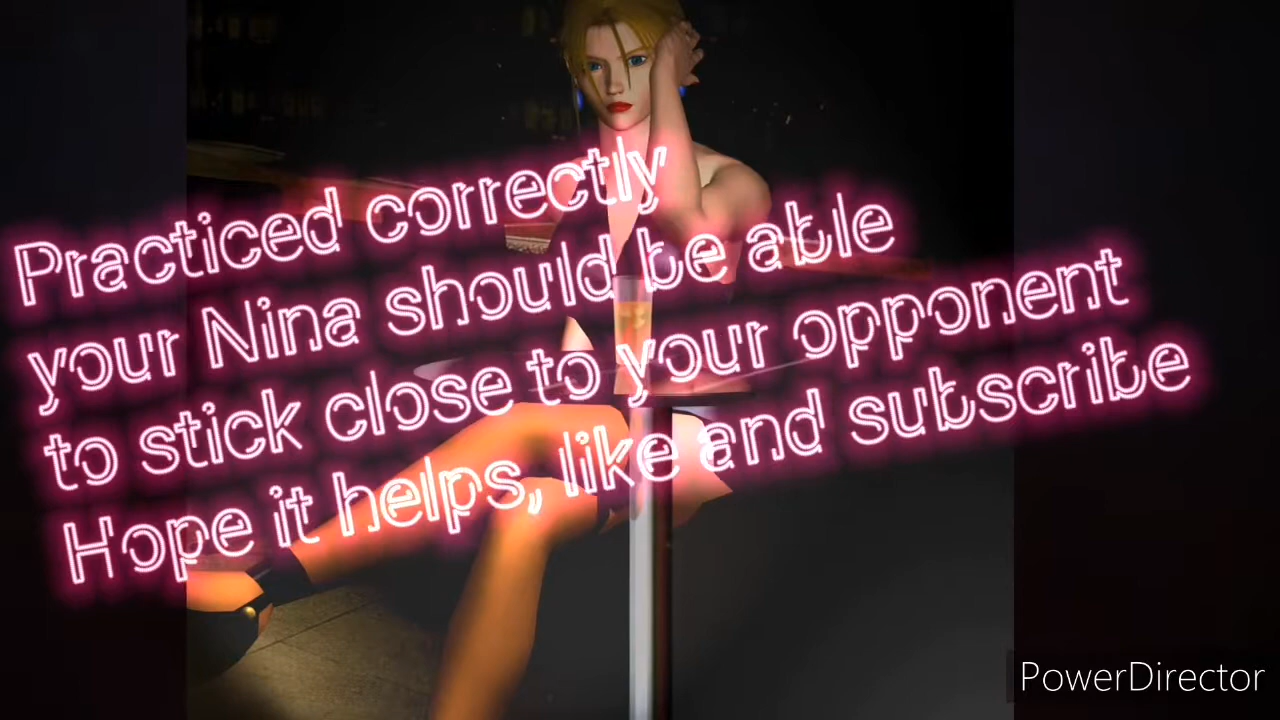 Practiced correctly
your Nina should be able
to stick close to your opponent
Hope it helps, like and subscribe
PowerDirector